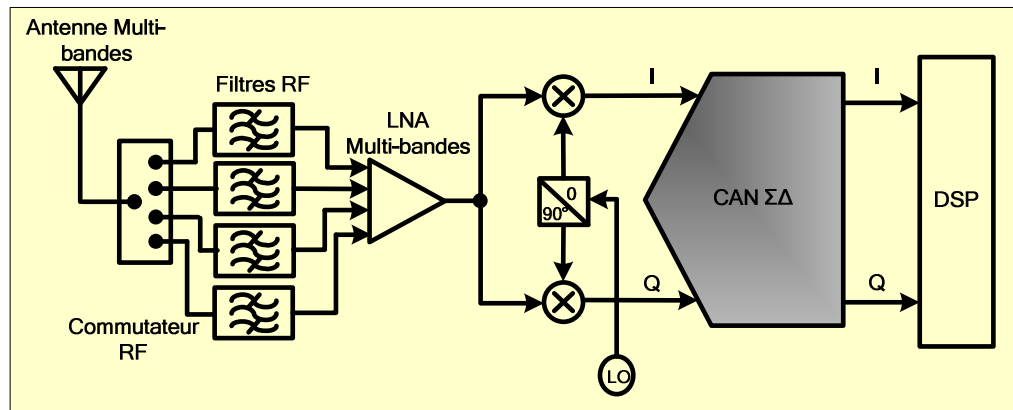 Antenne Multi-
bandes
Filtres RF
LNA
Multi-bandes
Commutateur
RF
0
90°
LO
I
Q
CAN ΣΔ
I
Q
DSP